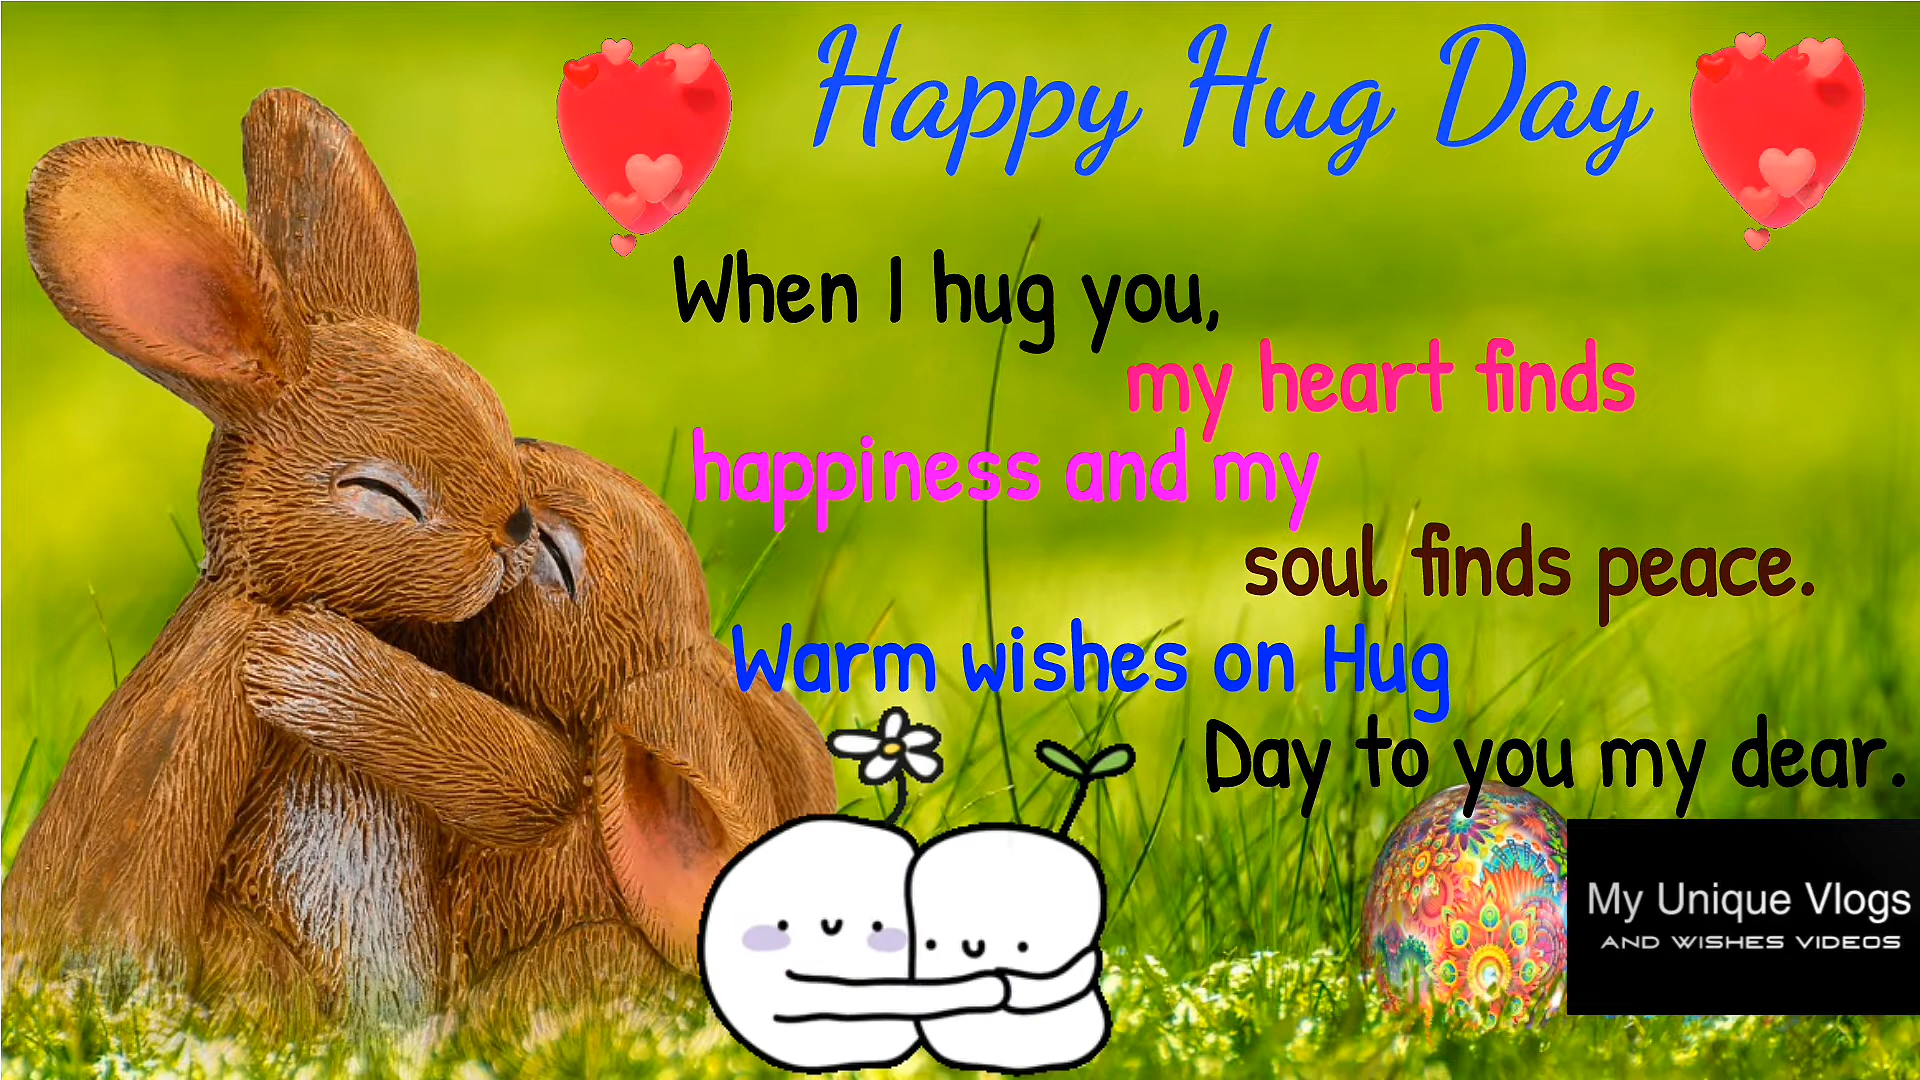 Happy Hug Day
When I hug you,
my heart finds
happiness and my
soul finds peace.
Warm wishes on Hug
Day to you my dear.
My Unique Vlogs
AND WISHES VIDEOS